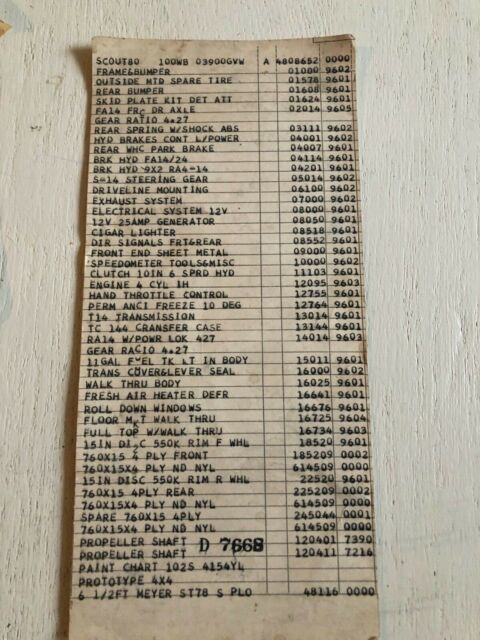 SCOUT80 100WB 03900GVW A 4808652 0000
FRAME&BUMPER 01000 9602
OUTSIDE MTD SPARE TIRE 01578 9601
REAR BUMPER 01608 9601
SKID PLATE KIT DET ATT 01624 9601
FA14 FRC DR AXLE 02014 9605
GEAR RATIO 4.27
REAR SPRING W/SHOCK ABS 03111 9602
HYD BRAKES CONT L/POWER 04001 9602
REAR WHC PARK BRAKE 04007 9601
BRK HYD FA14/24 04114 9601
BRK HYD 9X2 RA4-14 04201 9601
S-14 STEERING GEAR 05014 9602
DRIVELINE MOUNTING 06100 9602
EXHAUST SYSTEM 07000 9602
ELECTRICAL SYSTEM 12V 08000 9601
12V 25AMP GENERATOR 08050 9601
CIGAR LIGHTER 08518 9601
DIR SIGNALS FRT&REAR 08552 9601
FRONT END SHEET METAL 09000 9601
SPEEDOMETER TOOLS&MISC 10000 9602
CLUTCH 10IN 6 SPRD HYD 11103 9601
ENGINE 4 CYL IH 12095 9603
HAND THROTTLE CONTROL 12755 9601
PERM ANCI FREEZE 10 DEG 12764 9601
T14 TRANSMISSION 13014 9601
TC 144 CRANSFER CASE 13144 9601
RA14 W/POWR LOK 427 14014 9603
GEAR RACIO 4.27
11GAL FUEL TK LT IN BODY 15011 9601
TRANS COVER&LEVER SEAL 16000 9602
WALK THRU BODY 16025 9601
FRESH AIR HEATER DEFR 16641 9601
ROLL DOWN WINDOWS 16676 9601
FLOOR MAT WALK THRU 16725 9604
FULL TOP W/WALK THRU 16734 9603
15IN DISC 550K RIM F WHL 18520 9601
760X15 4 PLY FRONT 185209 0002
760X15X4 PLY ND NYL 614509 0000
15IN DISC 550K RIM R WHL 22520 9601
760X15 4PLY REAR 225209 0002
760X15X4 PLY ND NYL 614509 0000
SPARE 760X15 4PLY 245044 0001
760X15X4 PLY ND NYL 614509 0000
PROPELLER SHAFT 120401 7390
PROPELLER SHAFT D 7668 120411 7216
PAINT CHART 102S 4154YL
PROTOTYPE 4X4
6 1/2FT MEYER ST78 S PLO 48116 0000